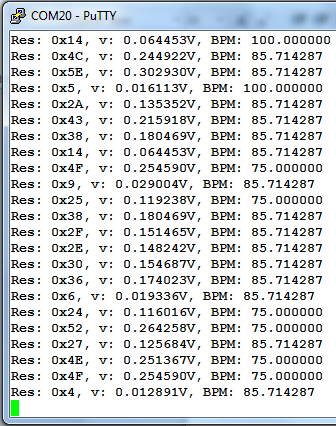 COM20 - PuTTY
Res: 0x14, v: 0.064453V, BPM: 100.000000
Res: 0x4C, v: 0.244922V, BPM: 85.714287
Res: 0x5E, v: 0.302930V, BPM: 85.714287
Res: 0x5, v: 0.016113V, BPM: 100.000000
Res: 0x2A, v: 0.135352V, BPM: 85.714287
Res: 0x43, v: 0.215918V, BPM: 85.714287
Res: 0x38, v: 0.180469V, BPM: 85.714287
Res: 0x14, v: 0.064453V, BPM: 85.714287
Res: 0x4F, v: 0.254590V, BPM: 75.000000
Res: 0x9, v: 0.029004V, BPM: 85.714287
Res: 0x25, v: 0.119238V, BPM: 75.000000
Res: 0x38, v: 0.180469V, BPM: 85.714287
Res: 0x2F, v: 0.151465V, BPM: 85.714287
Res: 0x2E, v: 0.148242V, BPM: 85.714287
Res: 0x30, v: 0.154687V, BPM: 85.714287
Res: 0x36, v: 0.174023V, BPM: 85.714287
Res: 0x6, v: 0.019336V, BPM: 85.714287
Res: 0x24, v: 0.116016V, BPM: 75.000000
Res: 0x52, v: 0.264258V, BPM: 75.000000
Res: 0x27, v: 0.125684V, BPM: 85.714287
Res: 0x4E, v: 0.251367V, BPM: 75.000000
Res: 0x4F, v: 0.254590V, BPM: 75.000000
Res: 0x4, v: 0.012891V, BPM: 85.714287